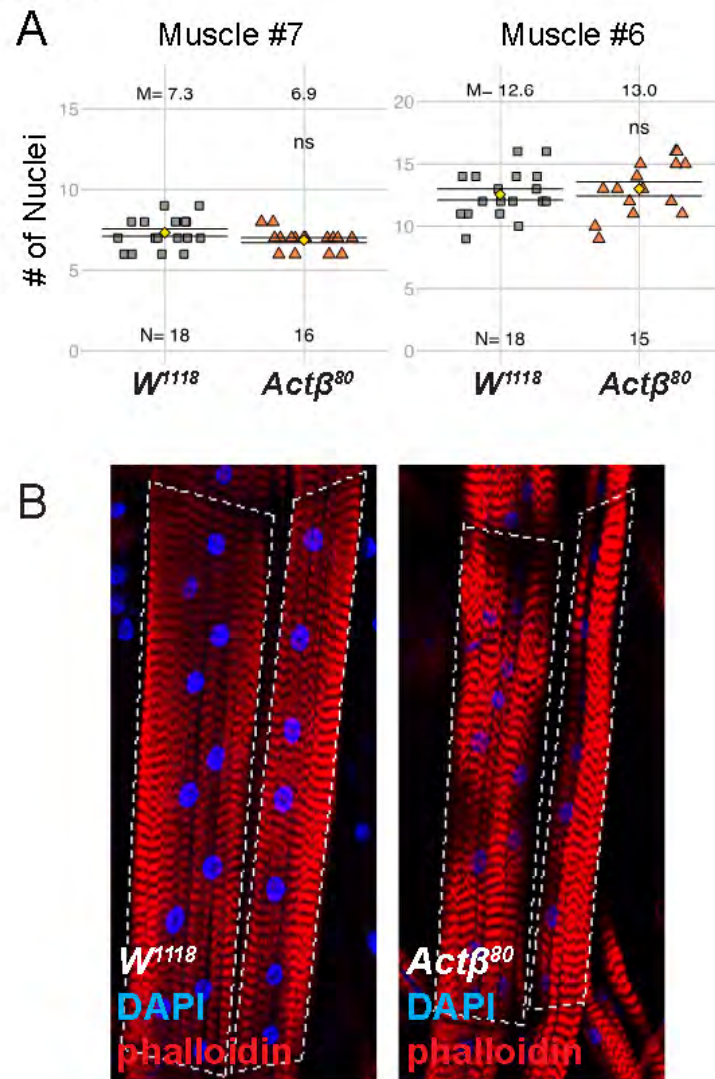 A
Muscle #7
Muscle #6
# of Nuclei
15
10
5
0
M= 7.3
6.9
ns
N= 18
16
W1118
Actβ80
20
15
10
5
0
M– 12.6
13.0
ns
N= 18
15
W1118
Actβ80
B
W1118
DAPI
phalloidin
Actβ80
DAPI
phalloidin